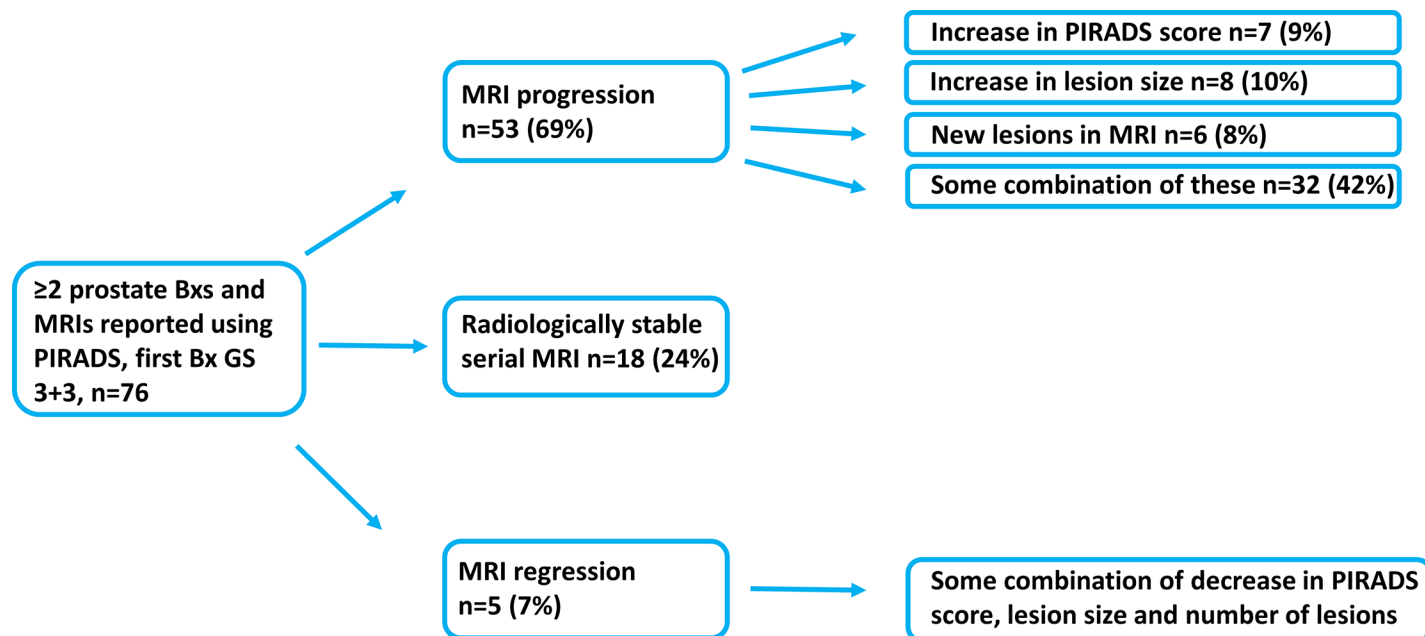 ≥2 prostate Bxs and
MRIs reported using
PIRADS, first Bx GS
3+3, n=76
MRI progression
n=53 (69%)
Increase in PIRADS score n=7 (9%)
Increase in lesion size n=8 (10%)
New lesions in MRI n=6 (8%)
Some combination of these n=32 (42%)
Radiologically stable
serial MRI n=18 (24%)
MRI regression
n=5 (7%)
Some combination of decrease in PIRADS
score, lesion size and number of lesions